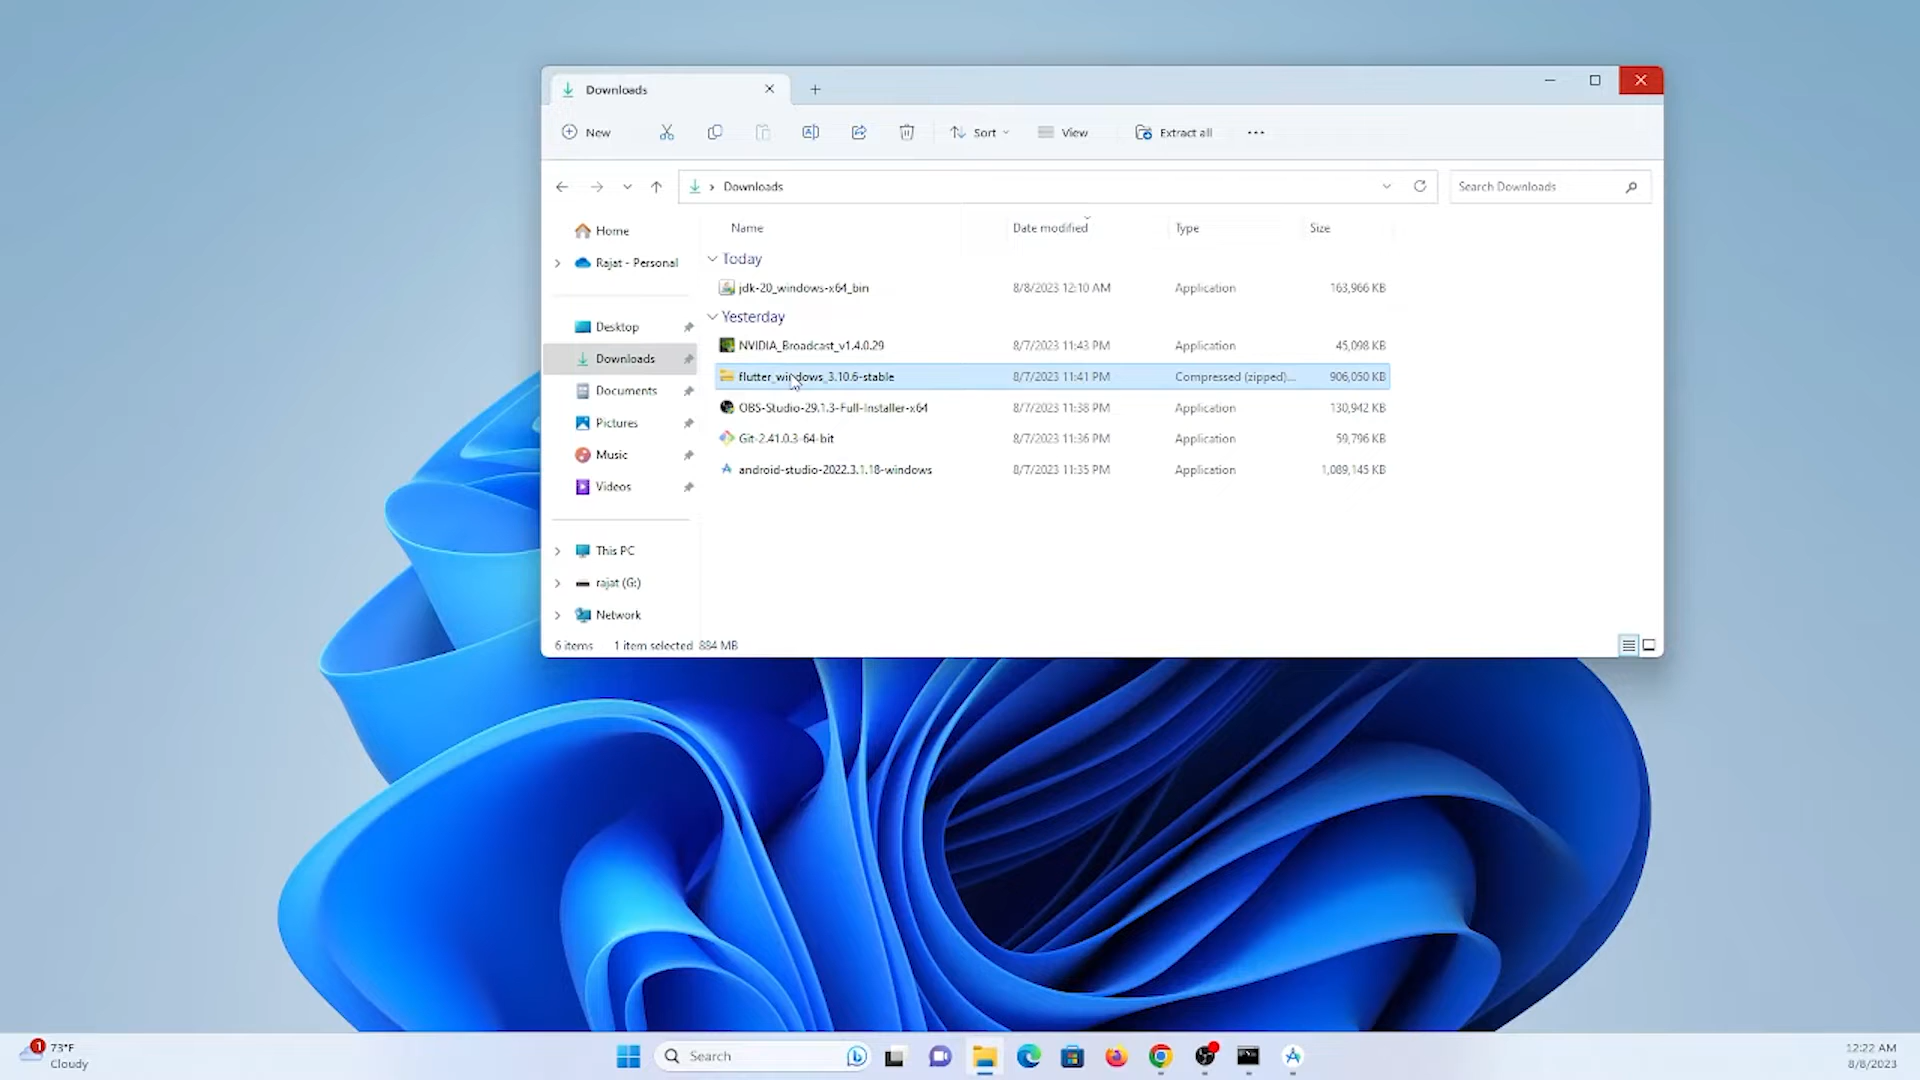 Downloads
New
Sort
View
Extract all
Downloads
Search Downloads
Home
Rajat - Personal
Desktop
Downloads
Documents
Pictures
Music
Videos
This PC
rajat (G:)
Network
Name Date modified Type Size
Today
jdk-20_windows-x64_bin 8/8/2023 12:10 AM Application 163,966 KB
Yesterday
NVIDIA_Broadcast_v1.4.0.29 8/7/2023 11:43 PM Application 45,098 KB
flutter_windows_3.10.6-stable 8/7/2023 11:41 PM Compressed (zipped)... 906,050 KB
OBS-Studio-29.1.3-Full-Installer-x64 8/7/2023 11:38 PM Application 130,942 KB
Git-2.41.0.3-64-bit 8/7/2023 11:36 PM Application 59,796 KB
android-studio-2022.3.1.18-windows 8/7/2023 11:35 PM Application 1,089,145 KB
6 items 1 item selected 884 MB
1
73°F
Cloudy
Search
12:22 AM
8/8/2023